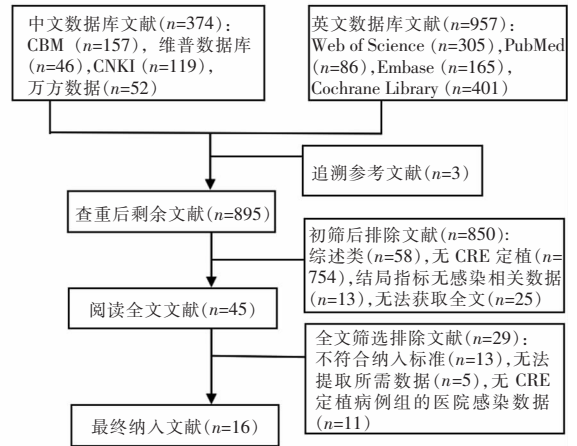 中文数据库文献(n=374)：
CBM (n=157)，维普数据库
(n=46),CNKI(n=119)，
万方数据(n=52)
英文数据库文献(n=957)：
Web of Science(n=305),PubMed
(n=86),Embase(n=165)，
Cochrane Library(n=401)
追溯参考文献(n=3)
查重后剩余文献(n=895)
初筛后排除文献(n=850)：
综述类(n=58),无 CRE 定植(n=
754),结局指标无感染相关数据
(n=13),无法获取全文(n=25)
阅读全文文献(n=45)
全文筛选排除文献(n=29)：
不符合纳入标准(n=13),无法
提取所需数据(n=5),无 CRE
定植病例组的医院感染数据
(n=11)
最终纳入文献(n=16)